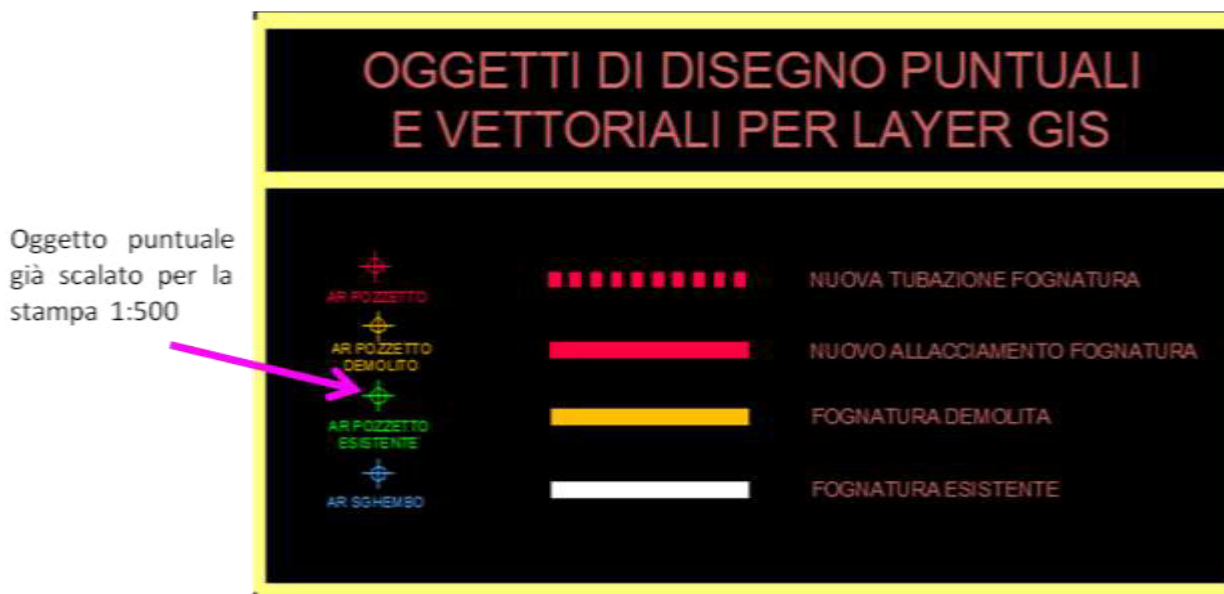 OGGETTI DI DISEGNO PUNTUALI
E VETTORIALI PER LAYER GIS
Oggetto puntuale
già scalato per la
stampa 1:500
AR POZZETTO
NUOVA TUBAZIONE FOGNATURA
AR POZZETTO
DEMOLITO
NUOVO ALLACCIAMENTO FOGNATURA
AR POZZETTO
ESISTENTE
FOGNATURA DEMOLITA
AR SGHEMBO
FOGNATURA ESISTENTE